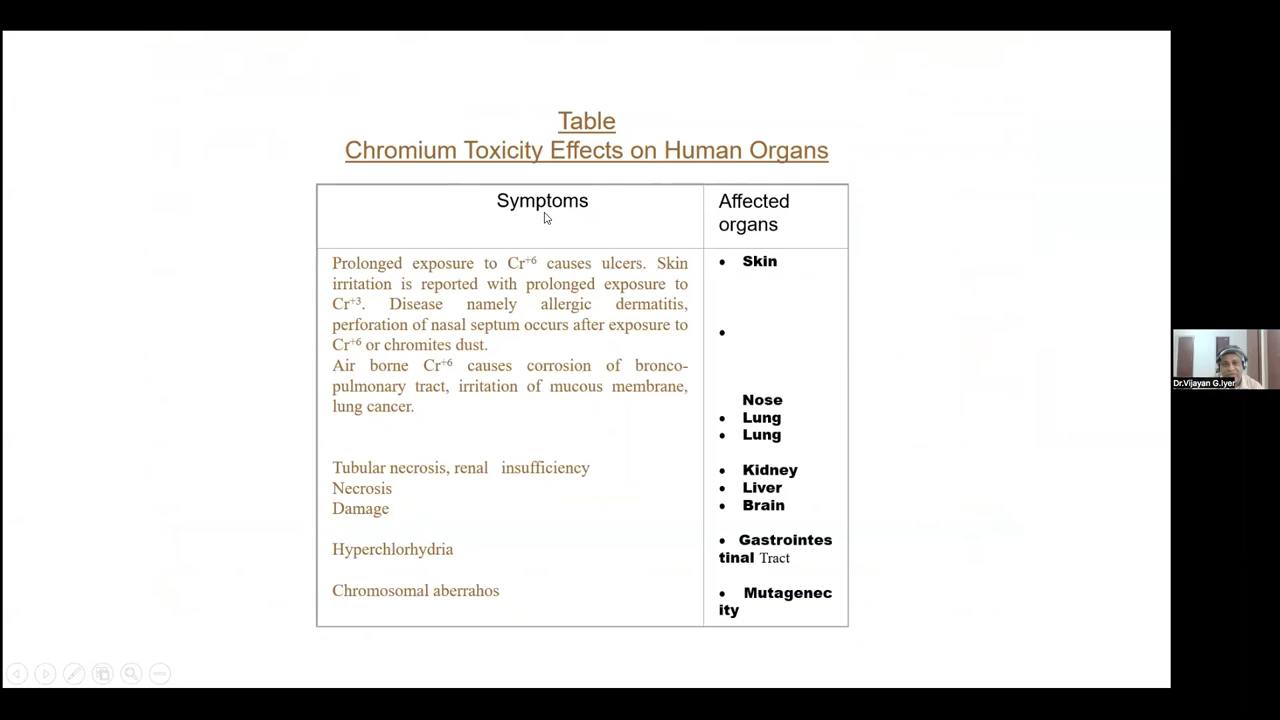 Table
Chromium Toxicity Effects on Human Organs
Symptoms
Affected
organs
Prolonged exposure to Cr+6 causes ulcers. Skin
irritation is reported with prolonged exposure to
Cr+3. Disease namely allergic dermatitis,
perforation of nasal septum occurs after exposure to
Cr+6 or chromites dust.
Air borne Cr+6 causes corrosion of bronco-
pulmonary tract, irritation of mucous membrane,
lung cancer.
Tubular necrosis, renal insufficiency
Necrosis
Damage
Hyperchlorhydria
Chromosomal aberrahos
• Skin
•
Nose
• Lung
• Lung
• Kidney
• Liver
• Brain
• Gastrointes
tinal Tract
• Mutagenec
ity
Dr.Vijayan G.Iyer